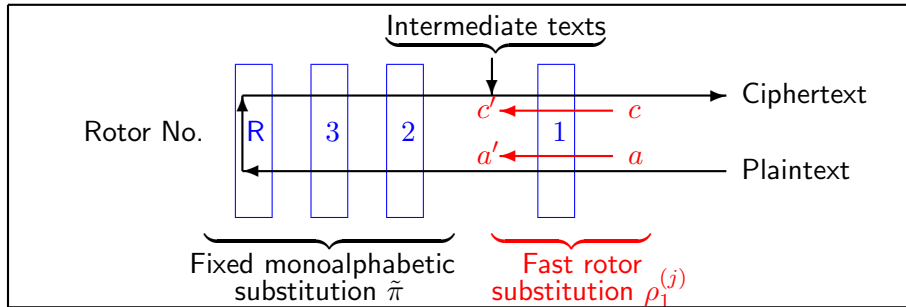 Intermediate texts
Ciphertext
c′ c
Rotor No. R 3 2 1
a′ a
Plaintext
Fixed monoalphabetic
substitution π̃
Fast rotor
substitution ρ₁⁽ʲ⁾